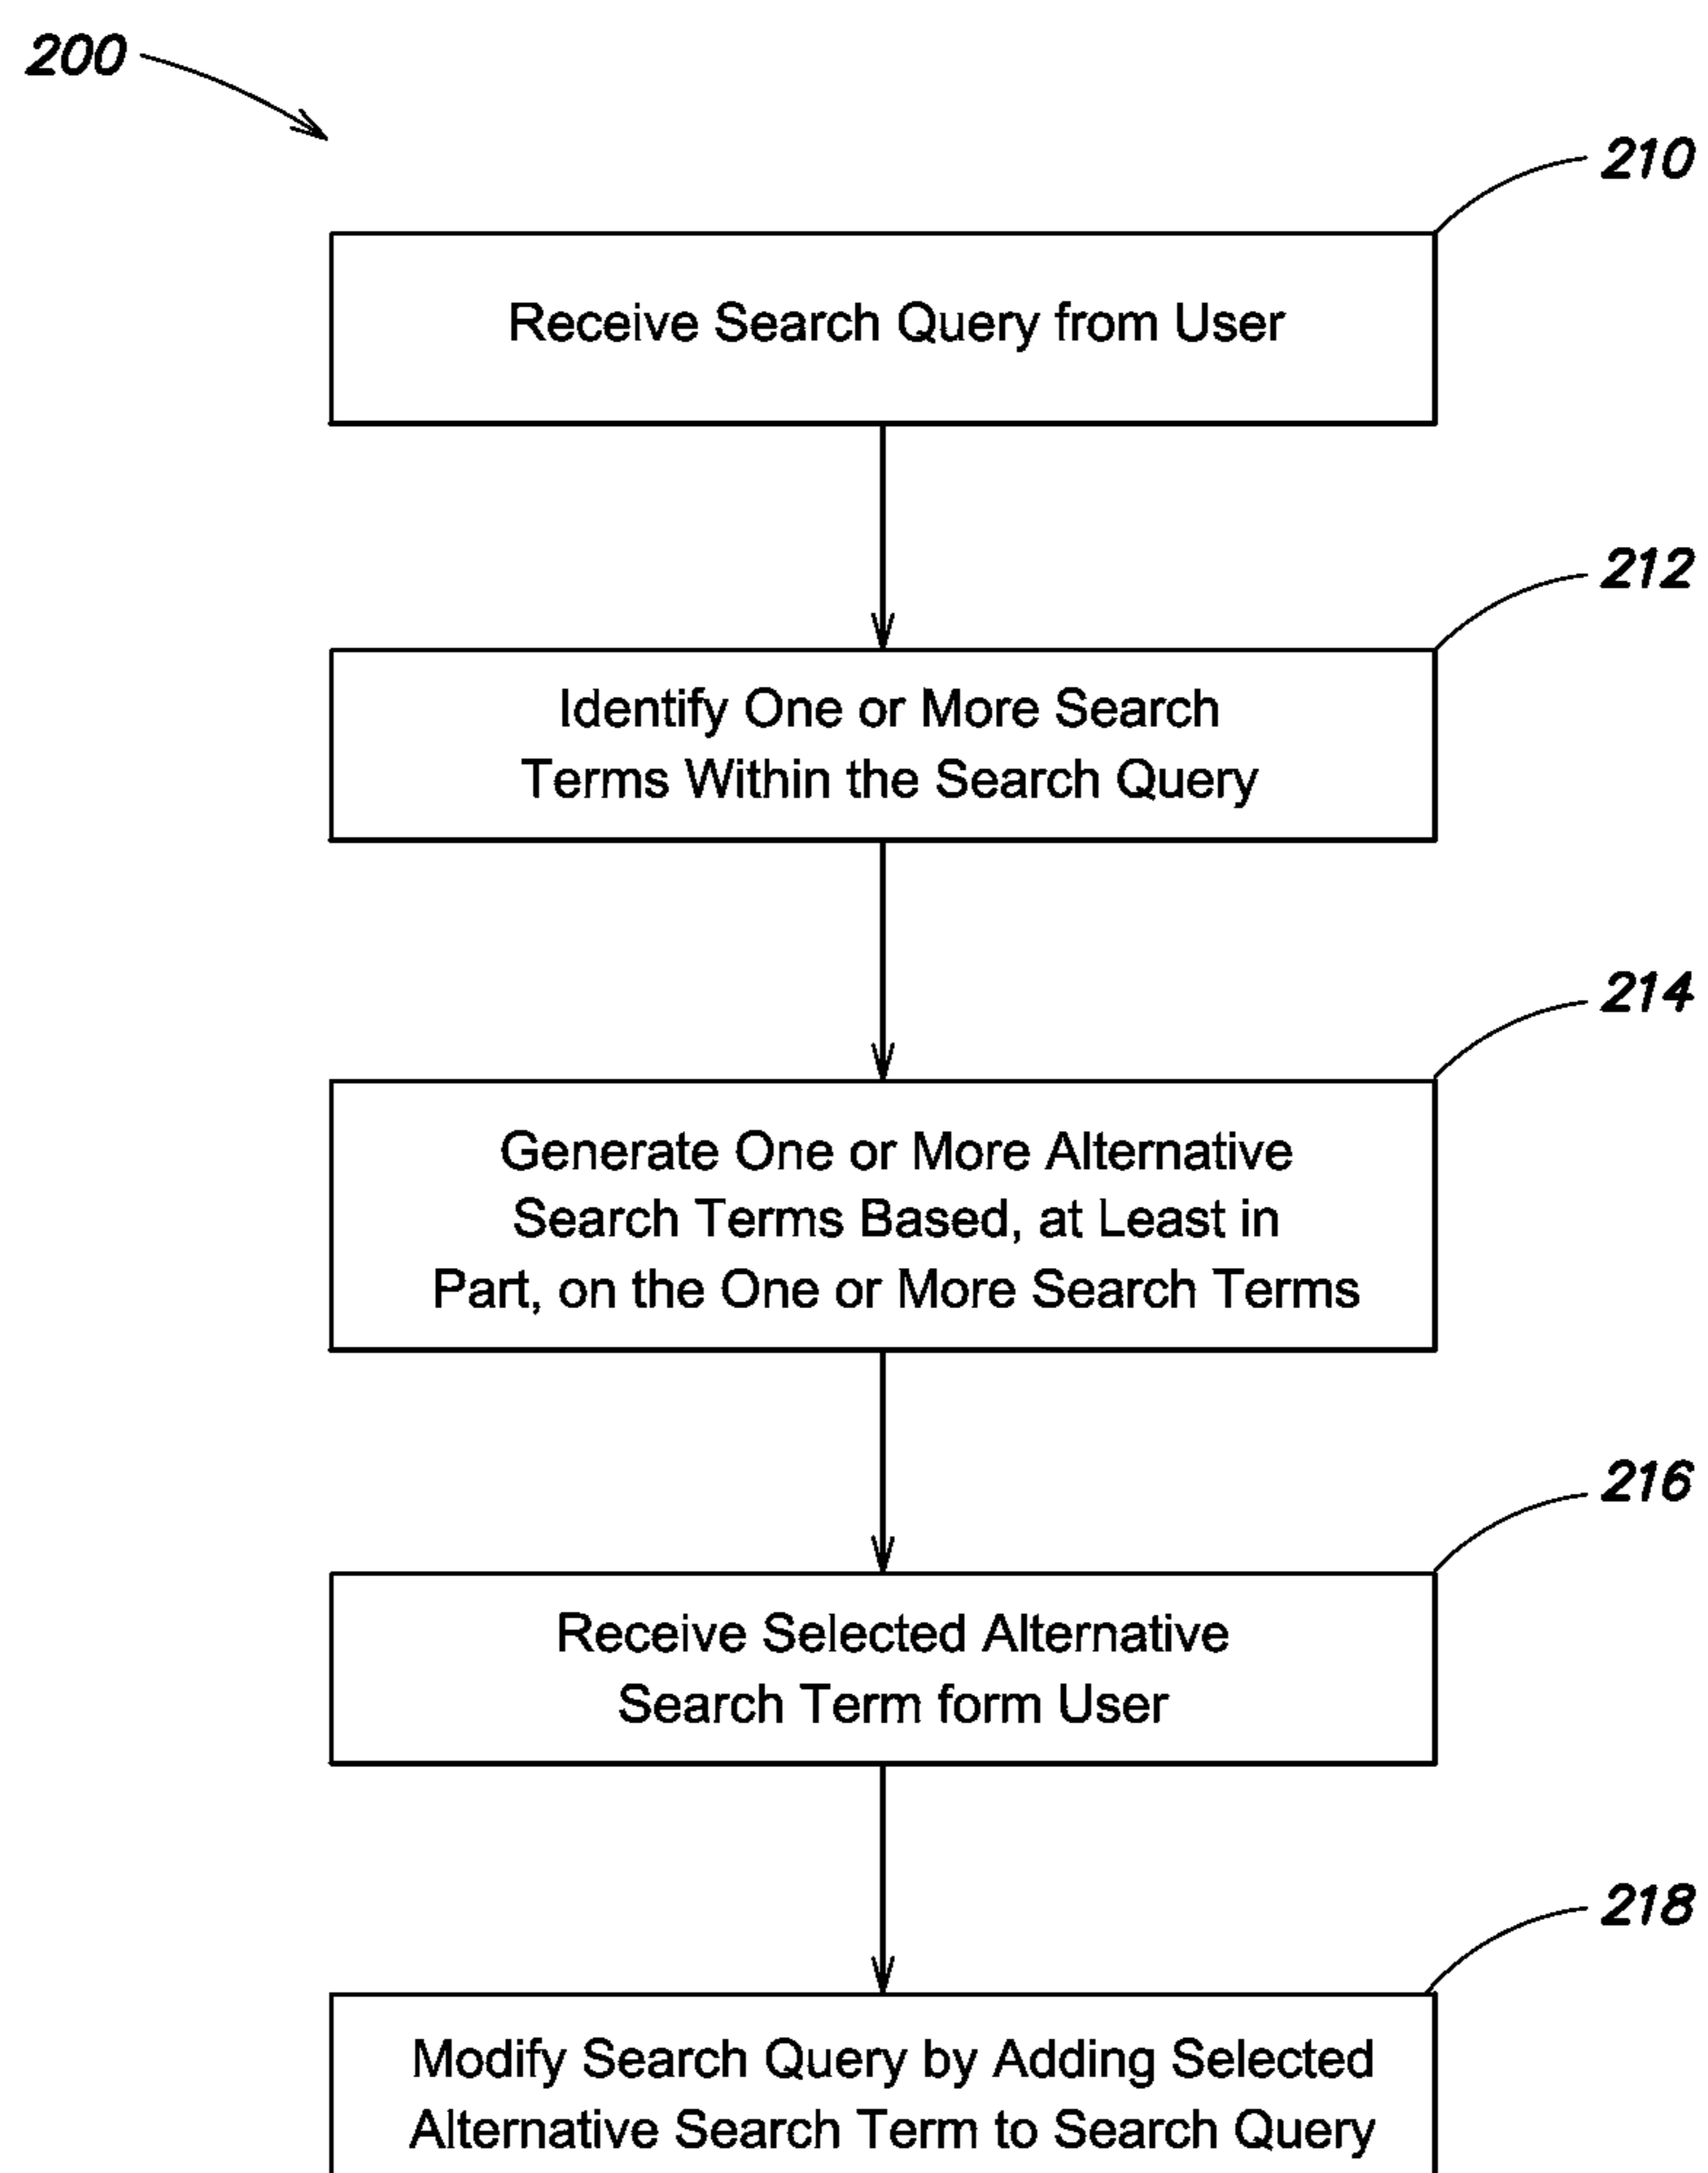 200
210
Receive Search Query from User
212
Identify One or More Search
Terms Within the Search Query
214
Generate One or More Alternative
Search Terms Based, at Least in
Part, on the One or More Search Terms
216
Receive Selected Alternative
Search Term form User
218
Modify Search Query by Adding Selected
Alternative Search Term to Search Query